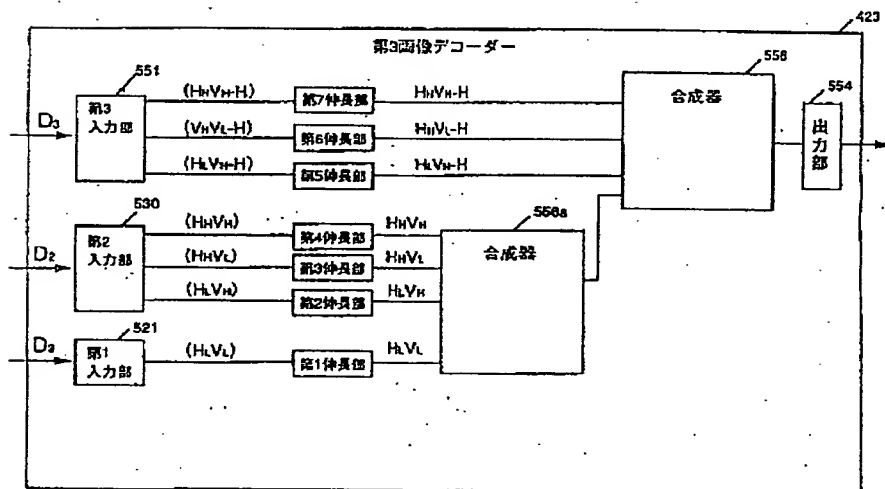 423
第3画像デコーダー
551
556
554
第3
入力部
(HHVH-H)
第7伸長部
HHVH-H
合成器
D3
(VHVL-H)
第6伸長部
HHVL-H
出力部
(HLVH-H)
第5伸長部
HLVH-H
530
556a
第2
入力部
(HHVH)
第4伸長部
HHVH
合成器
D2
(HHVL)
第3伸長部
HHVL
(HLVH)
第2伸長部
HLVH
521
D3
第1
入力部
(HLVL)
第1伸長部
HLVL